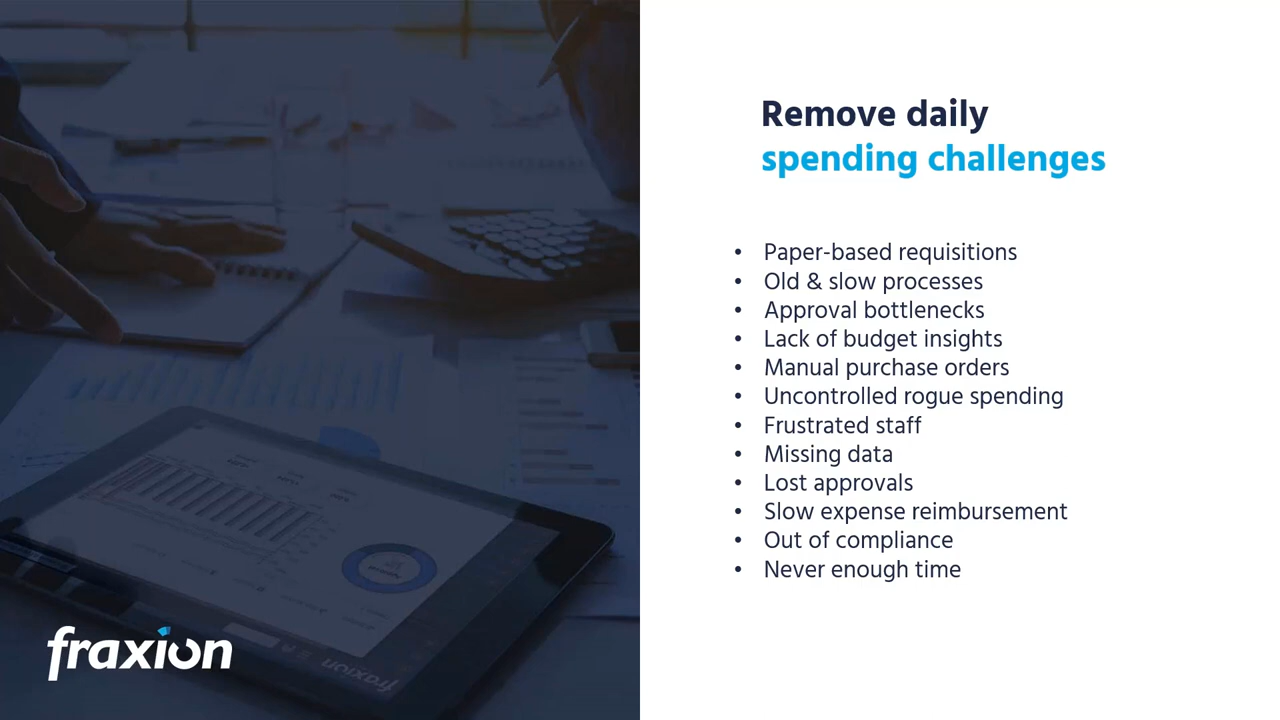 Remove daily
spending challenges
• Paper-based requisitions
• Old & slow processes
• Approval bottlenecks
• Lack of budget insights
• Manual purchase orders
• Uncontrolled rogue spending
• Frustrated staff
• Missing data
• Lost approvals
• Slow expense reimbursement
• Out of compliance
• Never enough time
fraxion
fraxion